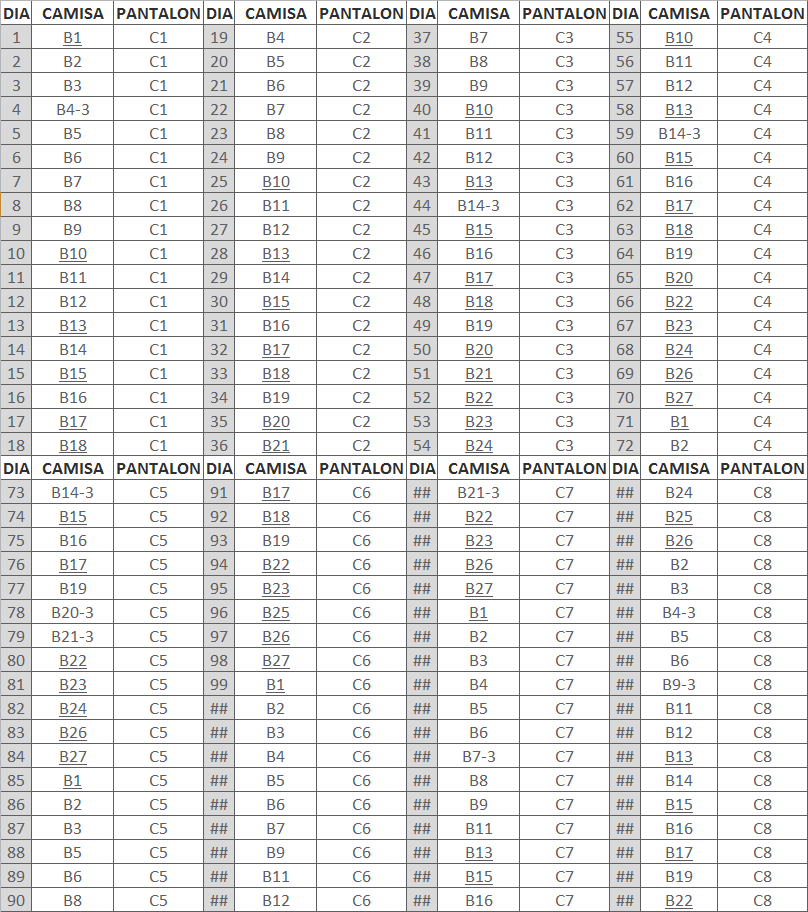 DIA CAMISA PANTALON DIA CAMISA PANTALON DIA CAMISA PANTALON DIA CAMISA PANTALON
1 B1 C1 19 B4 C2 37 B7 C3 55 B10 C4
2 B2 C1 20 B5 C2 38 B8 C3 56 B11 C4
3 B3 C1 21 B6 C2 39 B9 C3 57 B12 C4
4 B4-3 C1 22 B7 C2 40 B10 C3 58 B13 C4
5 B5 C1 23 B8 C2 41 B11 C3 59 B14-3 C4
6 B6 C1 24 B9 C2 42 B12 C3 60 B15 C4
7 B7 C1 25 B10 C2 43 B13 C3 61 B16 C4
8 B8 C1 26 B11 C2 44 B14-3 C3 62 B17 C4
9 B9 C1 27 B12 C2 45 B15 C3 63 B18 C4
10 B10 C1 28 B13 C2 46 B16 C3 64 B19 C4
11 B11 C1 29 B14 C2 47 B17 C3 65 B20 C4
12 B12 C1 30 B15 C2 48 B18 C3 66 B22 C4
13 B13 C1 31 B16 C2 49 B19 C3 67 B23 C4
14 B14 C1 32 B17 C2 50 B20 C3 68 B24 C4
15 B15 C1 33 B18 C2 51 B21 C3 69 B26 C4
16 B16 C1 34 B19 C2 52 B22 C3 70 B27 C4
17 B17 C1 35 B20 C2 53 B23 C3 71 B1 C4
18 B18 C1 36 B21 C2 54 B24 C3 72 B2 C4
DIA CAMISA PANTALON DIA CAMISA PANTALON DIA CAMISA PANTALON DIA CAMISA PANTALON
73 B14-3 C5 91 B17 C6 ## B21-3 C7 ## B24 C8
74 B15 C5 92 B18 C6 ## B22 C7 ## B25 C8
75 B16 C5 93 B19 C6 ## B23 C7 ## B26 C8
76 B17 C5 94 B22 C6 ## B26 C7 ## B2 C8
77 B19 C5 95 B23 C6 ## B27 C7 ## B3 C8
78 B20-3 C5 96 B25 C6 ## B1 C7 ## B4-3 C8
79 B21-3 C5 97 B26 C6 ## B2 C7 ## B5 C8
80 B22 C5 98 B27 C6 ## B3 C7 ## B6 C8
81 B23 C5 99 B1 C6 ## B4 C7 ## B9-3 C8
82 B24 C5 ## B2 C6 ## B5 C7 ## B11 C8
83 B26 C5 ## B3 C6 ## B6 C7 ## B12 C8
84 B27 C5 ## B4 C6 ## B7-3 C7 ## B13 C8
85 B1 C5 ## B5 C6 ## B8 C7 ## B14 C8
86 B2 C5 ## B6 C6 ## B9 C7 ## B15 C8
87 B3 C5 ## B7 C6 ## B11 C7 ## B16 C8
88 B5 C5 ## B9 C6 ## B13 C7 ## B17 C8
89 B6 C5 ## B11 C6 ## B15 C7 ## B19 C8
90 B8 C5 ## B12 C6 ## B16 C7 ## B22 C8